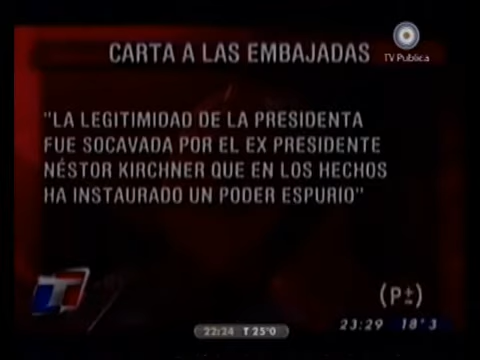 CARTA A LAS EMBAJADAS
TV Pública
"LA LEGITIMIDAD DE LA PRESIDENTA
FUE SOCAVADA POR EL EX PRESIDENTE
NÉSTOR KIRCHNER QUE EN LOS HECHOS
HA INSTAURADO UN PODER ESPURIO"
(P±)
23:29 18'3
22:24 T 25'0